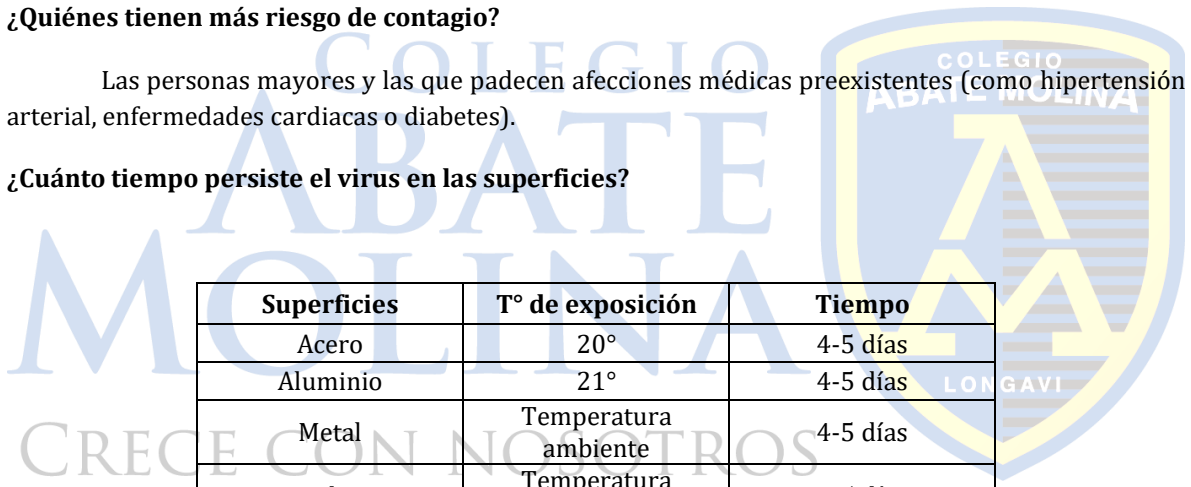 ¿Quiénes tienen más riesgo de contagio?
Las personas mayores y las que padecen afecciones médicas preexistentes (como hipertensión
arterial, enfermedades cardiacas o diabetes).
¿Cuánto tiempo persiste el virus en las superficies?
Superficies T° de exposición Tiempo
Acero 20° 4-5 días
Aluminio 21° 4-5 días
Metal Temperatura ambiente 4-5 días
Temperatura
COLEGIO
ABATE
MOLINA
CRECE CON NOSOTROS
COLEGIO
ABATE MOLINA
LONGAVI